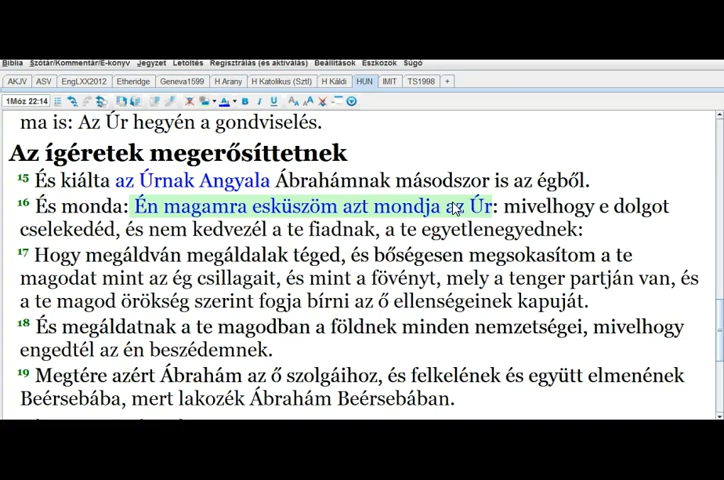 Biblia Szótár/Kommentár/E-könyv Jegyzet Letöltés Regisztrálás (és aktiválás) Beállítások Eszközök Súgó
AKJV ASV EngLXX2012 Etheridge Geneva1599 H Arany H Katolikus (SztI) H Káldi HUN IMIT TS1998 +
1Móz 22:14
ma is: Az Úr hegyén a gondviselés.
Az ígéretek megerősíttetnek
15 És kiálta az Úrnak Angyala Ábrahámnak másodszor is az égből.
16 És monda: Én magamra esküszöm azt mondja az Úr: mivelhogy e dolgot
cselekedéd, és nem kedvezél a te fiadnak, a te egyetlenegyednek:
17 Hogy megáldván megáldalak téged, és bőségesen megsokasítom a te
magodat mint az ég csillagait, és mint a fövényt, mely a tenger partján van, és
a te magod örökség szerint fogja bírni az ő ellenségeinek kapuját.
18 És megáldatnak a te magodban a földnek minden nemzetségei, mivelhogy
engedtél az én beszédemnek.
19 Megtére azért Ábrahám az ő szolgáihoz, és felkelének és együtt elmenének
Beérsebába, mert lakozék Ábrahám Beérsebában.